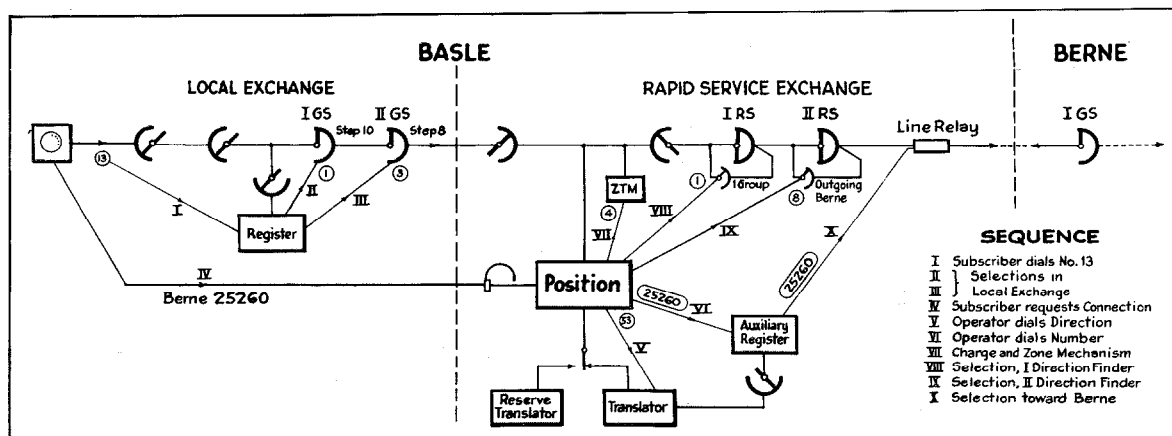 BASLE
BERNE
LOCAL EXCHANGE
RAPID SERVICE EXCHANGE
I GS
II GS
I RS
II RS
I GS
Step 10
Step 8
Line Relay
13
1
3
ZTM
4
1
1 Group
8
Outgoing
Berne
I
II
III
Register
VII
VIII
IX
X
25260
IV
Berne 25260
Position
33
25260
VI
V
Auxiliary
Register
Reserve
Translator
Translator
SEQUENCE
I Subscriber dials No. 13
II } Selections in
III } Local Exchange
IV Subscriber requests Connection
V Operator dials Direction
VI Operator dials Number
VII Charge and Zone Mechanism
VIII Selection, I Direction Finder
IX Selection, II Direction Finder
X Selection toward Berne